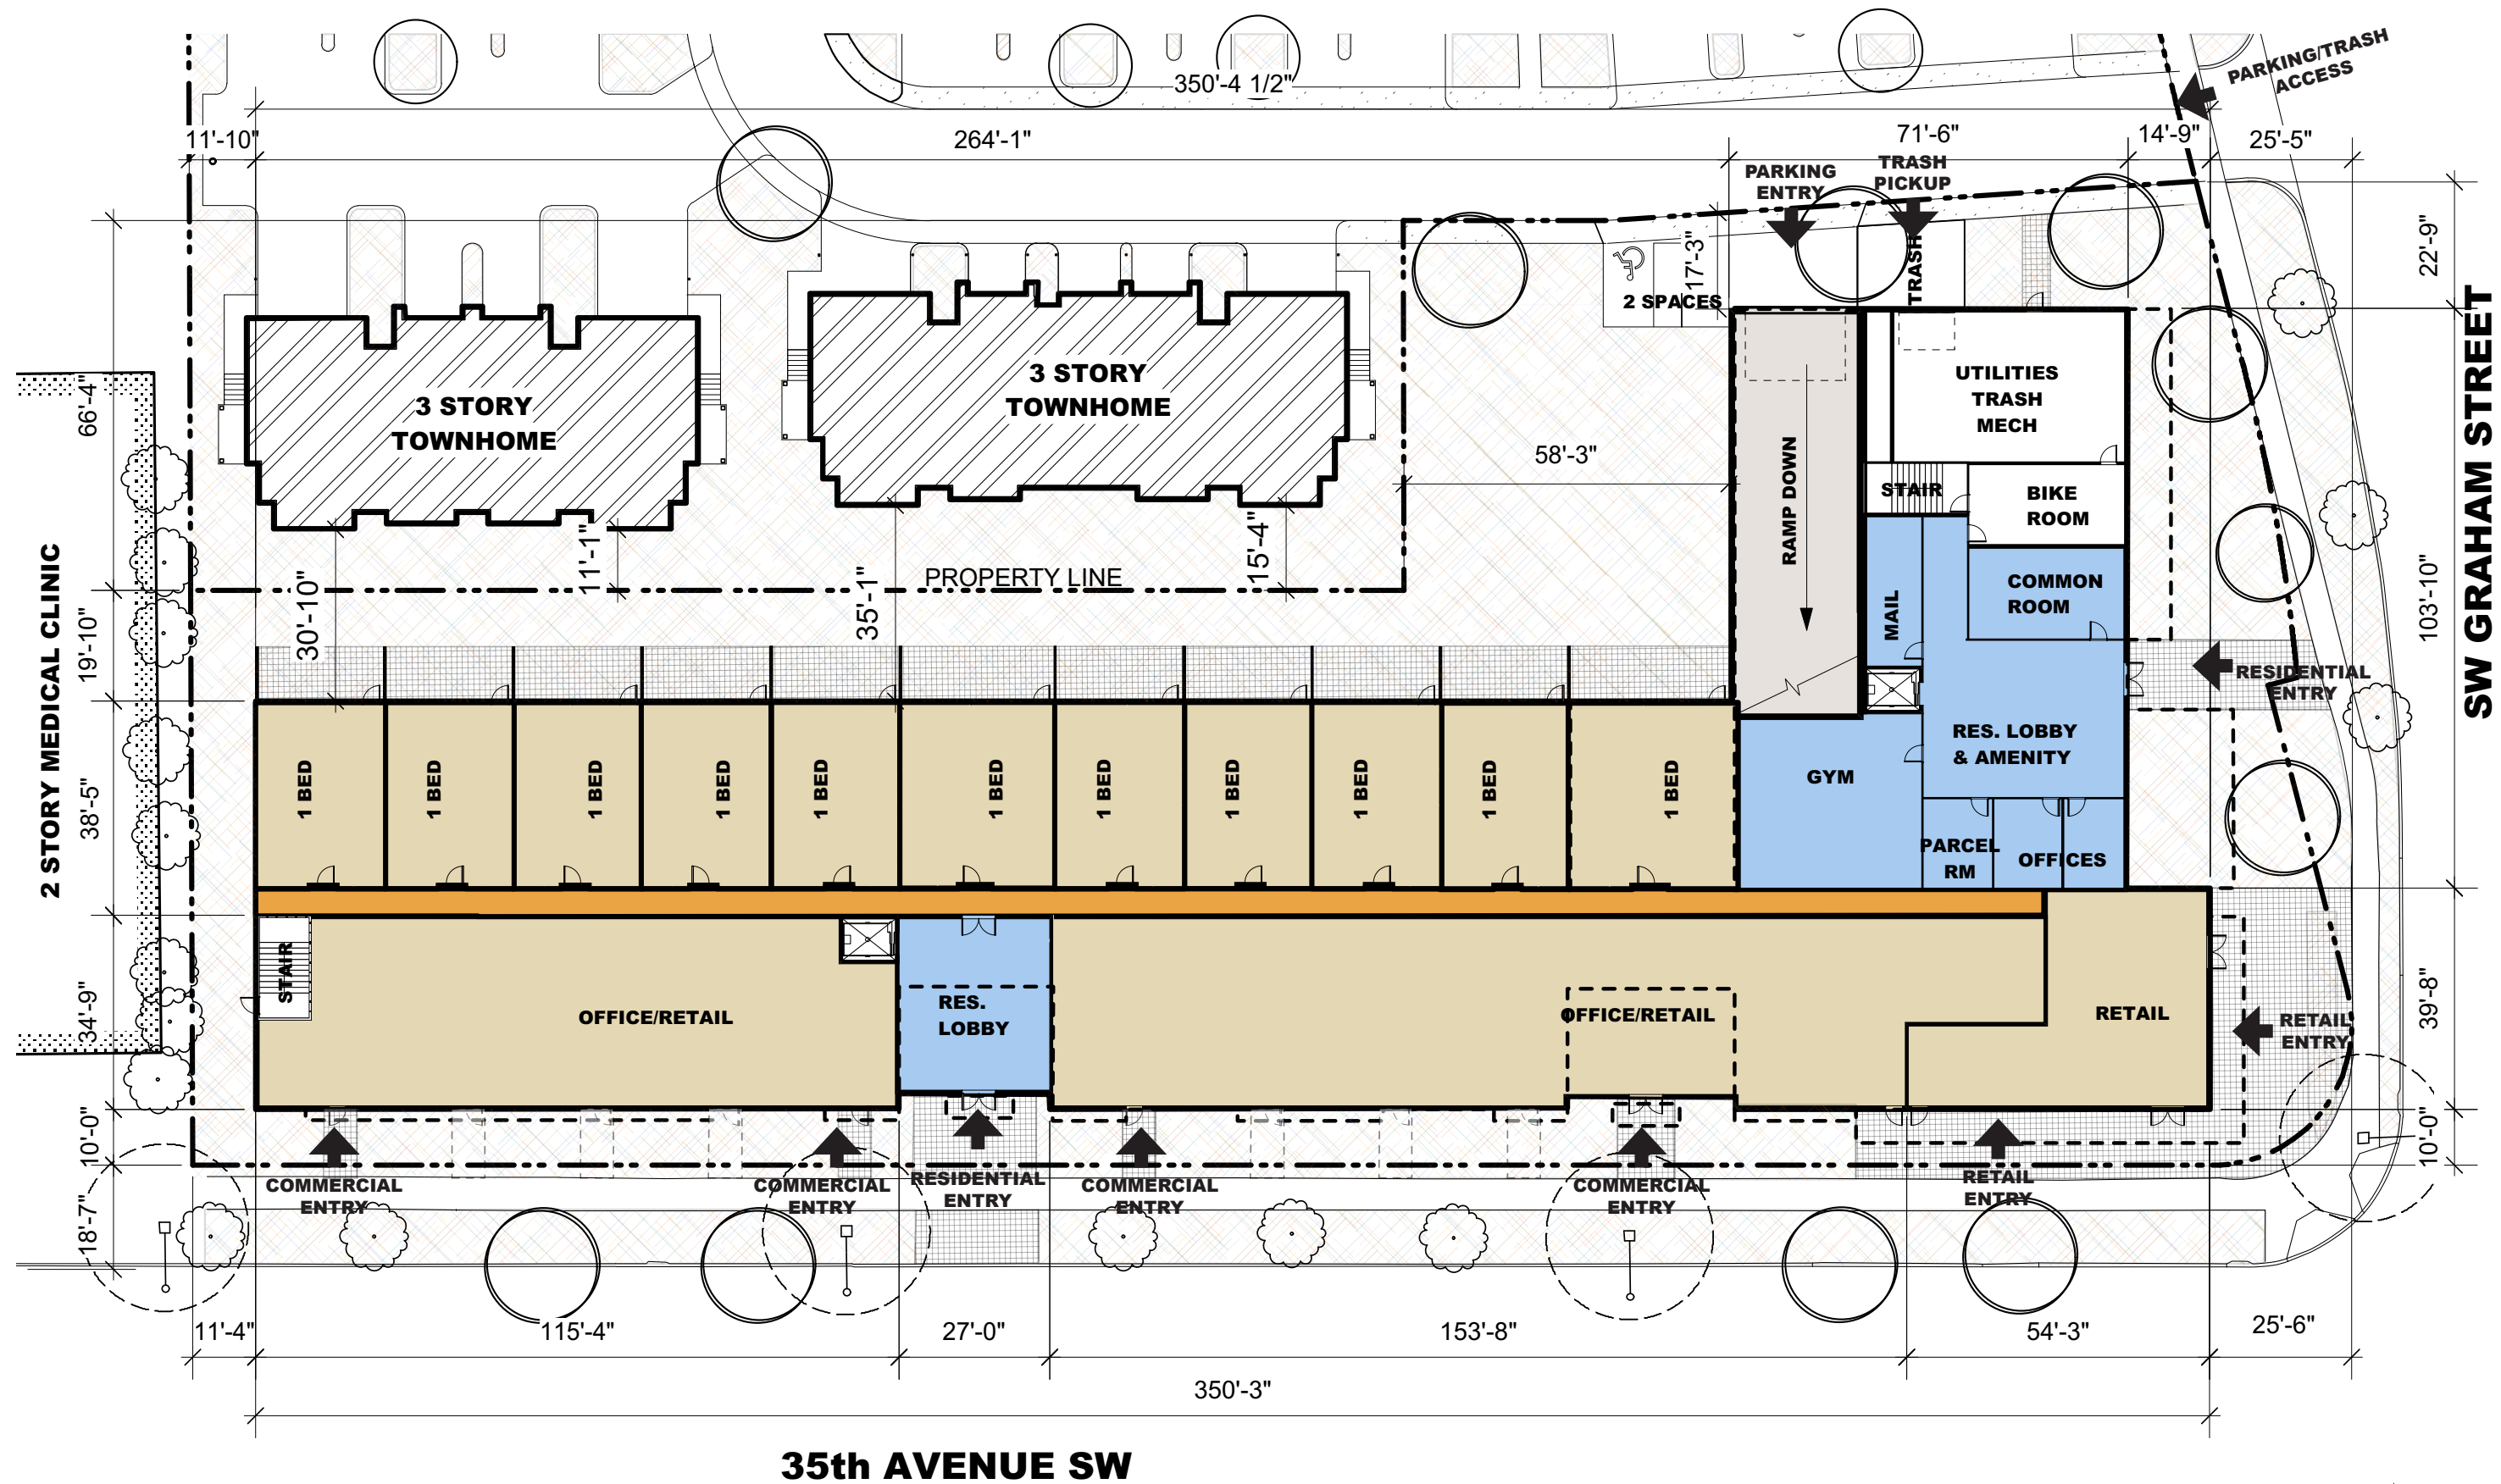 PARKING/TRASH
ACCESS
350'-4 1/2"
11'-10"
264'-1"
71'-6"
14'-9"
25'-5"
PARKING
ENTRY
TRASH
PICKUP
TRASH
17'-3"
2 SPACES
22'-9"
SW GRAHAM STREET
66'-4"
3 STORY
TOWNHOME
3 STORY
TOWNHOME
58'-3"
RAMP DOWN
UTILITIES
TRASH
MECH
STAIR
BIKE
ROOM
2 STORY MEDICAL CLINIC
11'-1"
15'-4"
PROPERTY LINE
30'-10"
35'-1"
MAIL
COMMON
ROOM
103'-10"
19'-10"
RESIDENTIAL
ENTRY
38'-5"
1 BED
1 BED
1 BED
1 BED
1 BED
1 BED
1 BED
1 BED
1 BED
1 BED
1 BED
GYM
RES. LOBBY
& AMENITY
PARCEL
RM
OFFICES
34'-9"
STAIR
OFFICE/RETAIL
RES.
LOBBY
OFFICE/RETAIL
RETAIL
RETAIL
ENTRY
39'-8"
10'-0"
10'-0"
COMMERCIAL
ENTRY
COMMERCIAL
ENTRY
RESIDENTIAL
ENTRY
COMMERCIAL
ENTRY
COMMERCIAL
ENTRY
RETAIL
ENTRY
18'-7"
11'-4"
115'-4"
27'-0"
153'-8"
54'-3"
25'-6"
350'-3"
35th AVENUE SW